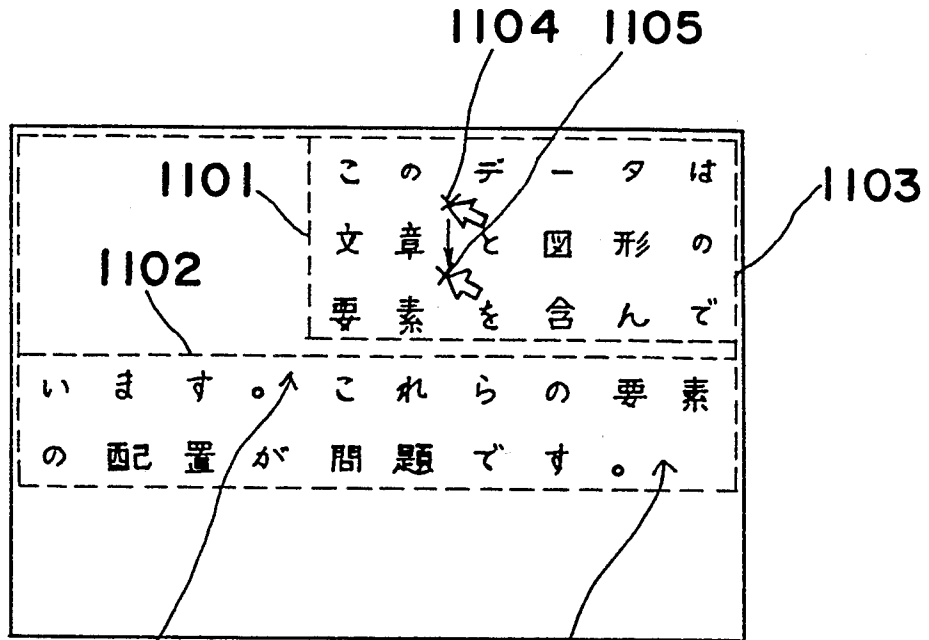 1104 1105
1101
1103
1102
このデータは
文章と図形の
要素を含んで
います。これらの要素
の配置が問題です。